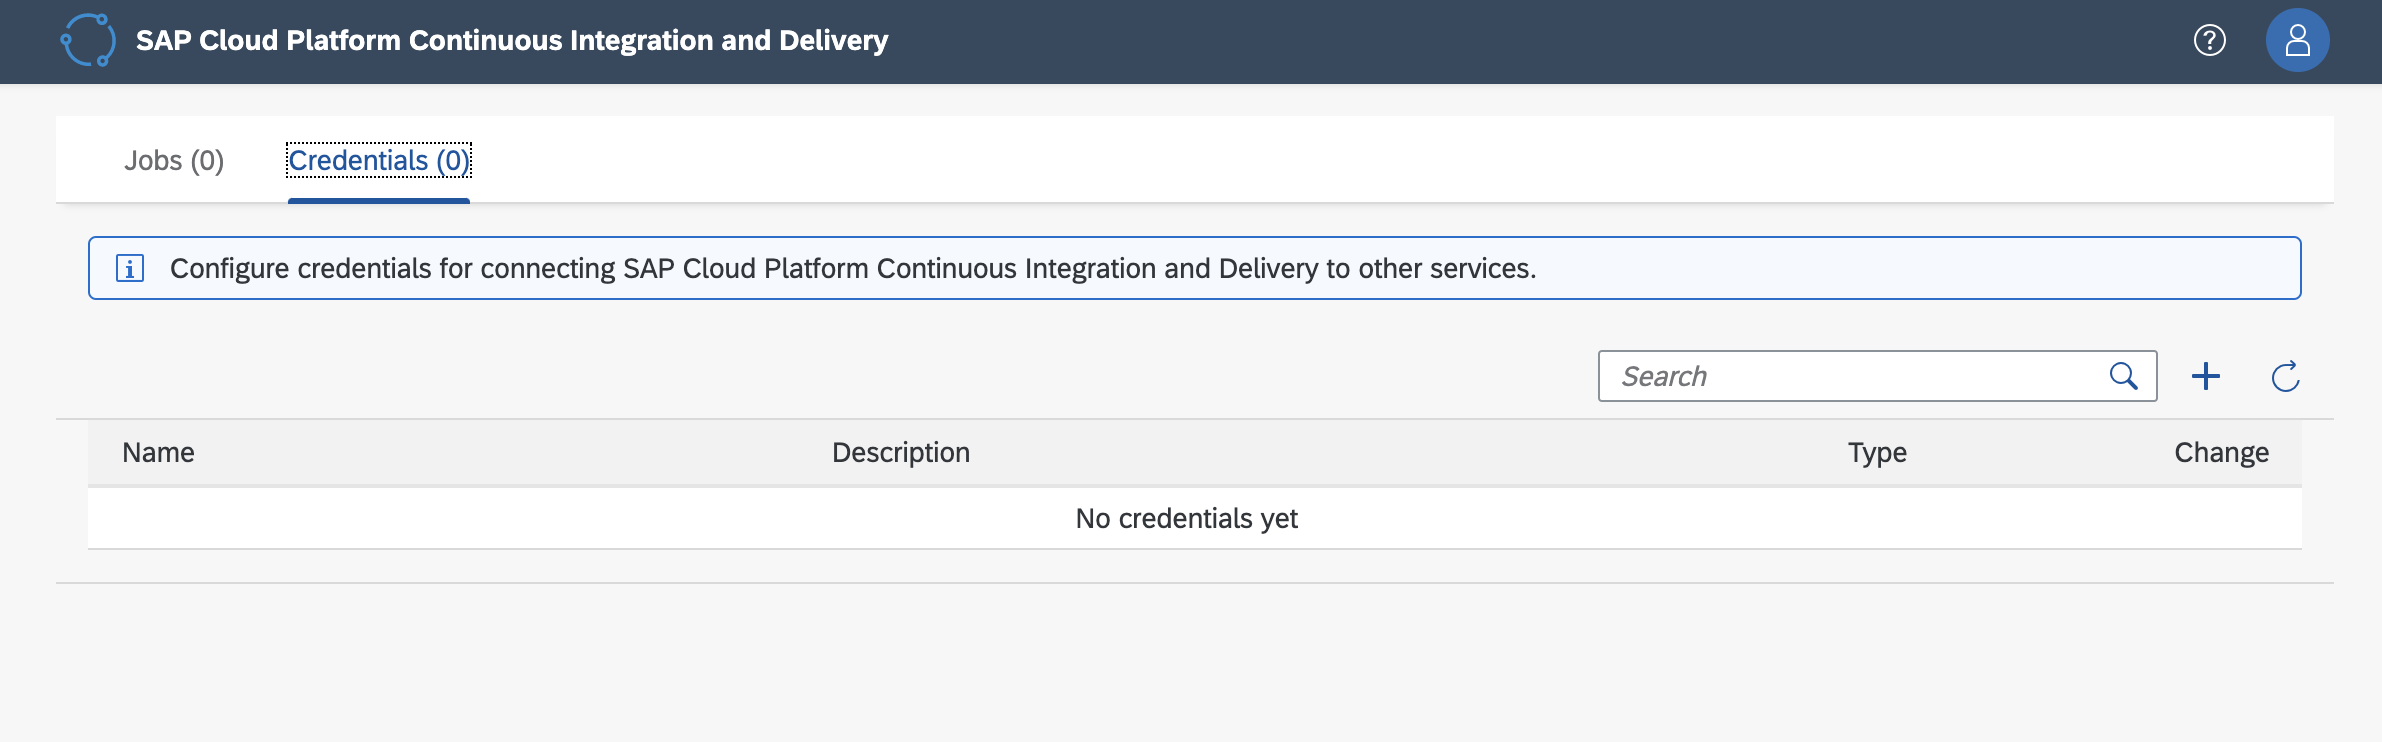 SAP Cloud Platform Continuous Integration and Delivery
Jobs (0) Credentials (0)
Configure credentials for connecting SAP Cloud Platform Continuous Integration and Delivery to other services.
Search
Name Description Type Change
No credentials yet